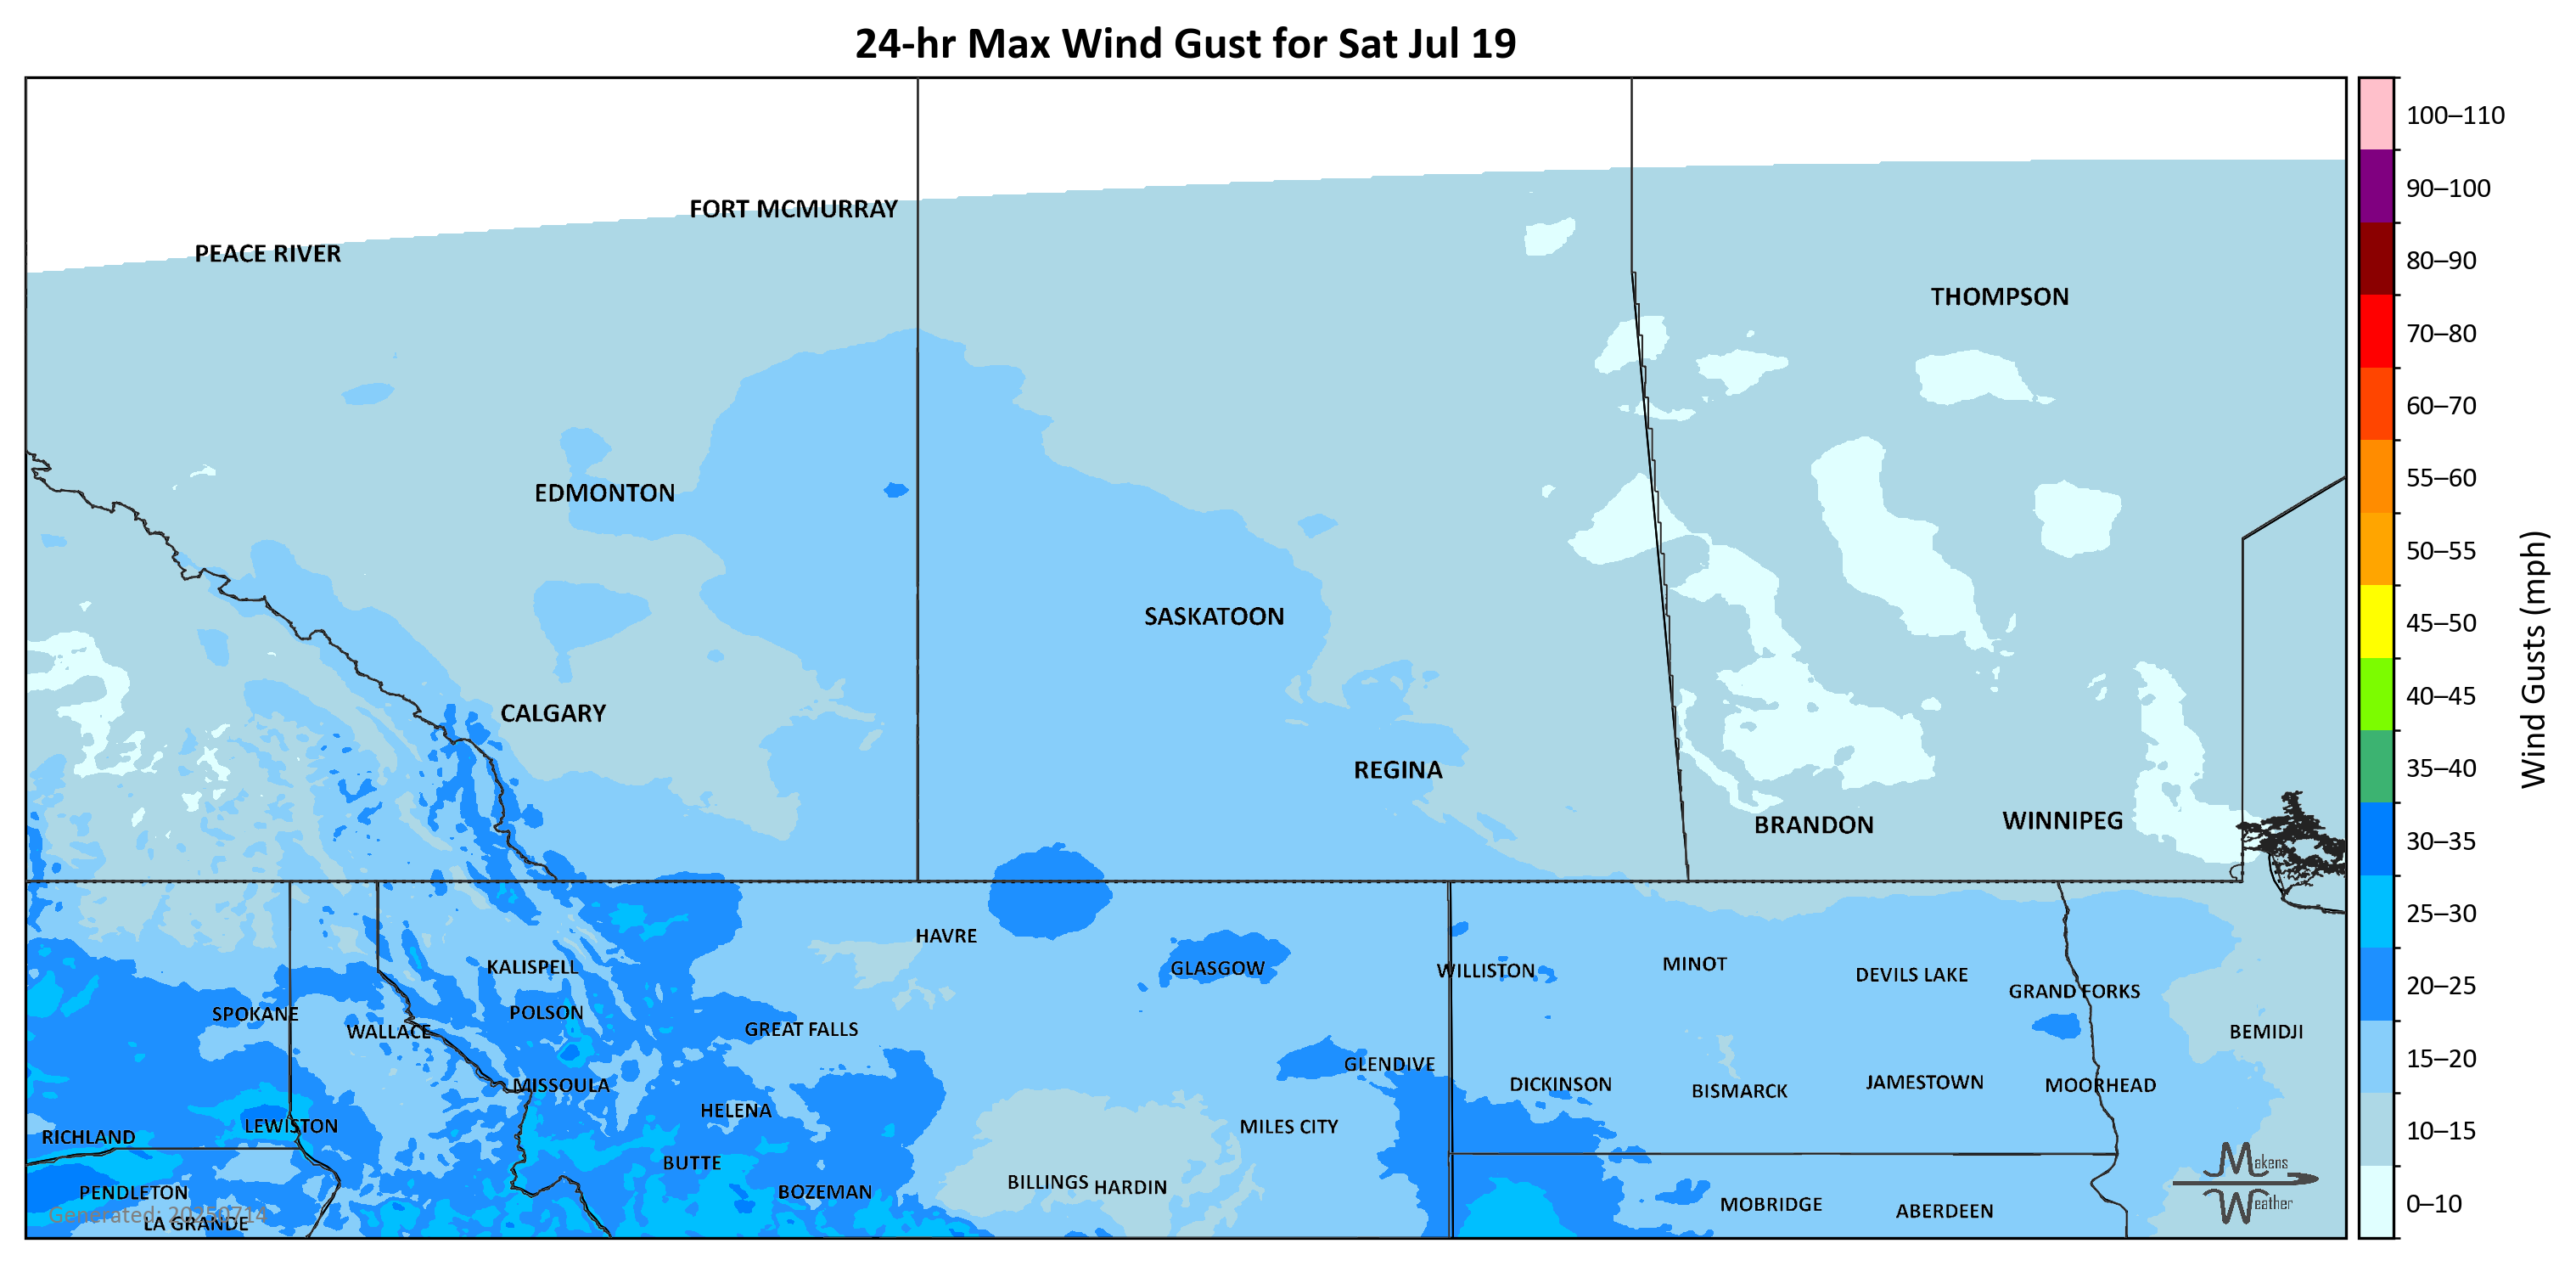 24-hr Max Wind Gust for Sat Jul 19
FORT MCMURRAY
PEACE RIVER
THOMPSON
EDMONTON
SASKATOON
CALGARY
REGINA
BRANDON
WINNIPEG
HAVRE
KALISPELL
GLASGOW
WILLISTON
MINOT
DEVILS LAKE
GRAND FORKS
SPOKANE
POLSON
WALLACE
GREAT FALLS
BEMIDJI
GLENDIVE
MISSOULA
DICKINSON
BISMARCK
JAMESTOWN
MOORHEAD
HELENA
LEWISTON
MILES CITY
RICHLAND
BUTTE
BILLINGS
HARDIN
PENDLETON
BOZEMAN
MOBRIDGE
ABERDEEN
LA GRANDE
Generated: 20250714
Makens
Weather
100–110
90–100
80–90
70–80
60–70
55–60
50–55
45–50
40–45
35–40
30–35
25–30
20–25
15–20
10–15
0–10
Wind Gusts (mph)